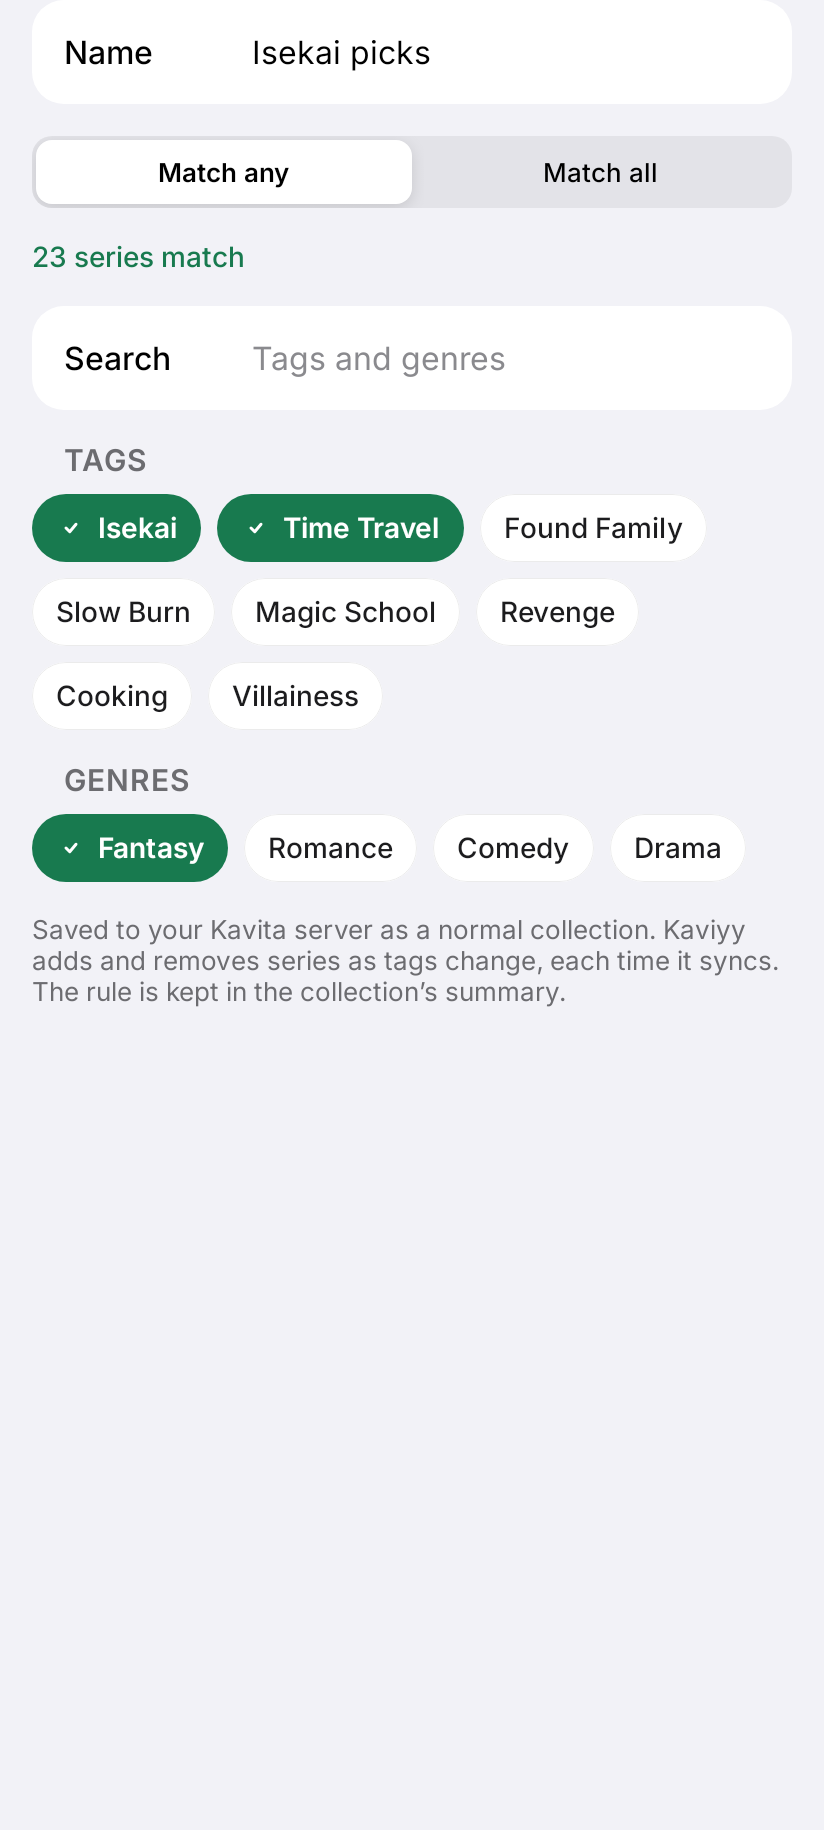 Name Isekai picks
Match any Match all
23 series match
Search Tags and genres
TAGS
Isekai Time Travel Found Family
Slow Burn Magic School Revenge
Cooking Villainess
GENRES
Fantasy Romance Comedy Drama
Saved to your Kavita server as a normal collection. Kaviyy
adds and removes series as tags change, each time it syncs.
The rule is kept in the collection’s summary.